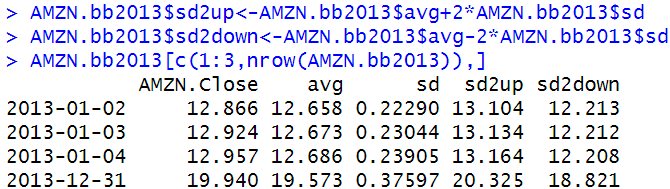 > AMZN.bb2013$sd2up<-AMZN.bb2013$avg+2*AMZN.bb2013$sd
> AMZN.bb2013$sd2down<-AMZN.bb2013$avg-2*AMZN.bb2013$sd
> AMZN.bb2013[c(1:3,nrow(AMZN.bb2013)),]
           AMZN.Close    avg      sd  sd2up sd2down
2013-01-02     12.866 12.658 0.22290 13.104  12.213
2013-01-03     12.924 12.673 0.23044 13.134  12.212
2013-01-04     12.957 12.686 0.23905 13.164  12.208
2013-12-31     19.940 19.573 0.37597 20.325  18.821